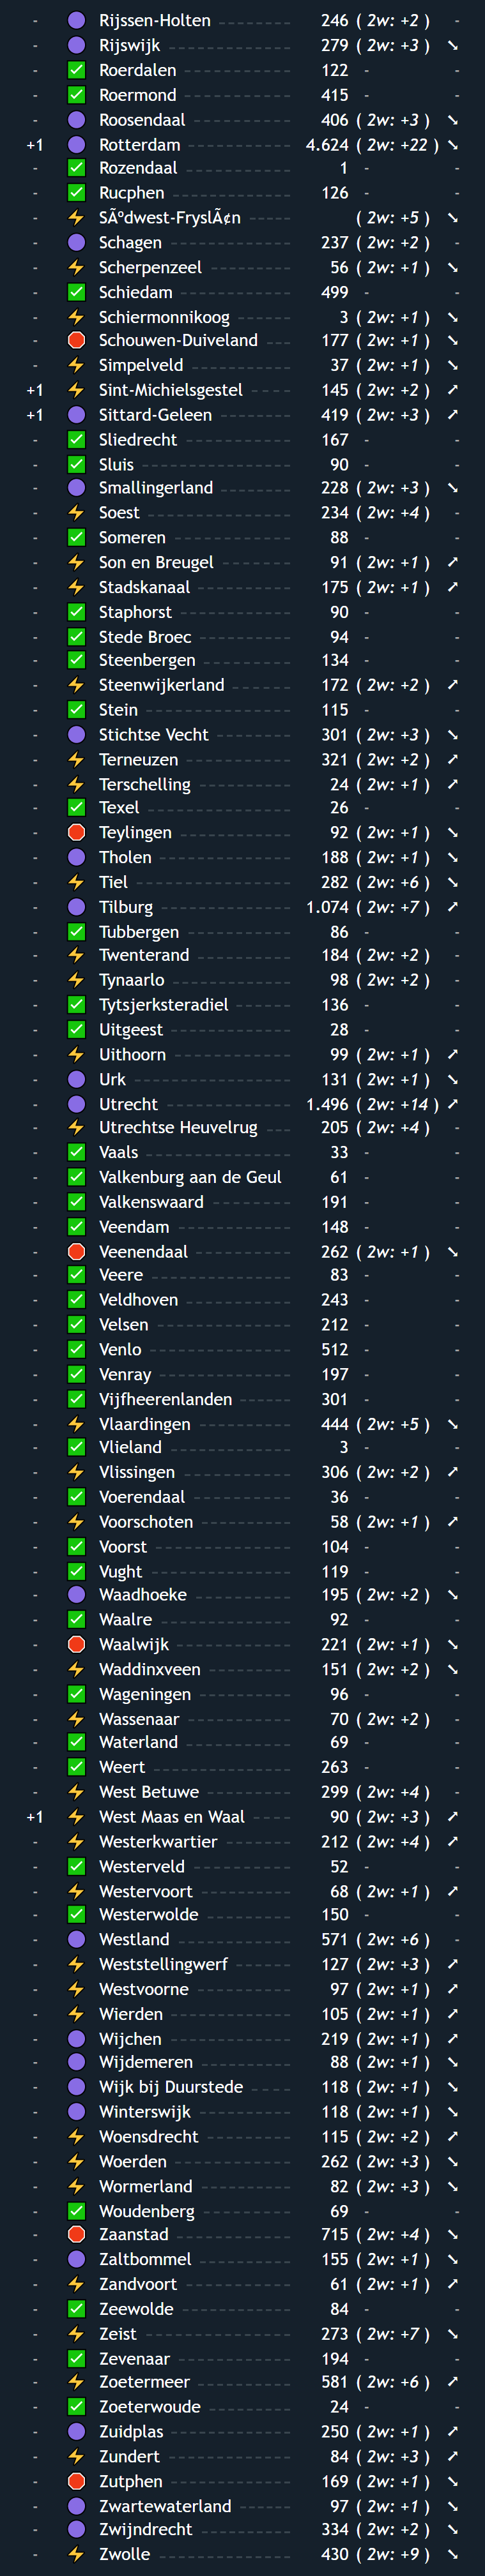 - 🟣 Rijssen-Holten 246 ( 2w: +2 ) -
- 🟣 Rijswijk 279 ( 2w: +3 ) ➘
- ✅ Roerdalen 122 - -
- ✅ Roermond 415 - -
- 🟣 Roosendaal 406 ( 2w: +3 ) ➘
+1 🟣 Rotterdam 4.624 ( 2w: +22 ) ➘
- ✅ Rozendaal 1 - -
- ✅ Rucphen 126 - -
- ⚡ SÃºdwest-FryslÃ¢n ( 2w: +5 ) ➘
- 🟣 Schagen 237 ( 2w: +2 ) -
- ⚡ Scherpenzeel 56 ( 2w: +1 ) ➘
- ✅ Schiedam 499 - -
- ⚡ Schiermonnikoog 3 ( 2w: +1 ) ➘
- 🛑 Schouwen-Duiveland 177 ( 2w: +1 ) ➘
- ⚡ Simpelveld 37 ( 2w: +1 ) ➘
+1 ⚡ Sint-Michielsgestel 145 ( 2w: +2 ) ➚
+1 🟣 Sittard-Geleen 419 ( 2w: +3 ) ➚
- ✅ Sliedrecht 167 - -
- ✅ Sluis 90 - -
- 🟣 Smallingerland 228 ( 2w: +3 ) ➘
- ⚡ Soest 234 ( 2w: +4 ) -
- ✅ Someren 88 - -
- ⚡ Son en Breugel 91 ( 2w: +1 ) ➚
- ⚡ Stadskanaal 175 ( 2w: +1 ) ➚
- ✅ Staphorst 90 - -
- ✅ Stede Broec 94 - -
- ✅ Steenbergen 134 - -
- ⚡ Steenwijkerland 172 ( 2w: +2 ) ➚
- ✅ Stein 115 - -
- 🟣 Stichtse Vecht 301 ( 2w: +3 ) ➘
- ⚡ Terneuzen 321 ( 2w: +2 ) ➚
- ⚡ Terschelling 24 ( 2w: +1 ) ➚
- ✅ Texel 26 - -
- 🛑 Teylingen 92 ( 2w: +1 ) ➘
- 🟣 Tholen 188 ( 2w: +1 ) ➘
- ⚡ Tiel 282 ( 2w: +6 ) ➘
- 🟣 Tilburg 1.074 ( 2w: +7 ) ➚
- ✅ Tubbergen 86 - -
- ⚡ Twenterand 184 ( 2w: +2 ) -
- ⚡ Tynaarlo 98 ( 2w: +2 ) -
- ✅ Tytsjerksteradiel 136 - -
- ✅ Uitgeest 28 - -
- ⚡ Uithoorn 99 ( 2w: +1 ) ➚
- 🟣 Urk 131 ( 2w: +1 ) ➘
- 🟣 Utrecht 1.496 ( 2w: +14 ) ➚
- ⚡ Utrechtse Heuvelrug 205 ( 2w: +4 ) -
- ✅ Vaals 33 - -
- ✅ Valkenburg aan de Geul 61 - -
- ✅ Valkenswaard 191 - -
- ✅ Veendam 148 - -
- 🛑 Veenendaal 262 ( 2w: +1 ) ➘
- ✅ Veere 83 - -
- ✅ Veldhoven 243 - -
- ✅ Velsen 212 - -
- ✅ Venlo 512 - -
- ✅ Venray 197 - -
- ✅ Vijfheerenlanden 301 - -
- ⚡ Vlaardingen 444 ( 2w: +5 ) ➘
- ✅ Vlieland 3 - -
- ⚡ Vlissingen 306 ( 2w: +2 ) ➚
- ✅ Voerendaal 36 - -
- ⚡ Voorschoten 58 ( 2w: +1 ) ➚
- ✅ Voorst 104 - -
- ✅ Vught 119 - -
- 🟣 Waadhoeke 195 ( 2w: +2 ) ➘
- ✅ Waalre 92 - -
- 🛑 Waalwijk 221 ( 2w: +1 ) ➘
- ⚡ Waddinxveen 151 ( 2w: +2 ) ➘
- ✅ Wageningen 96 - -
- ⚡ Wassenaar 70 ( 2w: +2 ) -
- ✅ Waterland 69 - -
- ✅ Weert 263 - -
- ⚡ West Betuwe 299 ( 2w: +4 ) -
+1 ⚡ West Maas en Waal 90 ( 2w: +3 ) ➚
- ⚡ Westerkwartier 212 ( 2w: +4 ) ➚
- ✅ Westerveld 52 - -
- ⚡ Westervoort 68 ( 2w: +1 ) ➚
- ✅ Westerwolde 150 - -
- 🟣 Westland 571 ( 2w: +6 ) -
- ⚡ Weststellingwerf 127 ( 2w: +3 ) ➚
- ⚡ Westvoorne 97 ( 2w: +1 ) ➚
- ⚡ Wierden 105 ( 2w: +1 ) ➚
- 🟣 Wijchen 219 ( 2w: +1 ) ➚
- 🟣 Wijdemeren 88 ( 2w: +1 ) ➘
- 🟣 Wijk bij Duurstede 118 ( 2w: +1 ) ➘
- 🟣 Winterswijk 118 ( 2w: +1 ) ➘
- ⚡ Woensdrecht 115 ( 2w: +2 ) ➚
- ⚡ Woerden 262 ( 2w: +3 ) ➘
- ⚡ Wormerland 82 ( 2w: +3 ) ➘
- ✅ Woudenberg 69 - -
- 🛑 Zaanstad 715 ( 2w: +4 ) ➘
- 🟣 Zaltbommel 155 ( 2w: +1 ) ➘
- ⚡ Zandvoort 61 ( 2w: +1 ) ➚
- ✅ Zeewolde 84 - -
- ⚡ Zeist 273 ( 2w: +7 ) ➘
- ✅ Zevenaar 194 - -
- ⚡ Zoetermeer 581 ( 2w: +6 ) ➚
- ✅ Zoeterwoude 24 - -
- 🟣 Zuidplas 250 ( 2w: +1 ) ➚
- ⚡ Zundert 84 ( 2w: +3 ) ➚
- 🛑 Zutphen 169 ( 2w: +1 ) ➘
- 🟣 Zwartewaterland 97 ( 2w: +1 ) ➘
- 🟣 Zwijndrecht 334 ( 2w: +2 ) ➘
- ⚡ Zwolle 430 ( 2w: +9 ) ➘